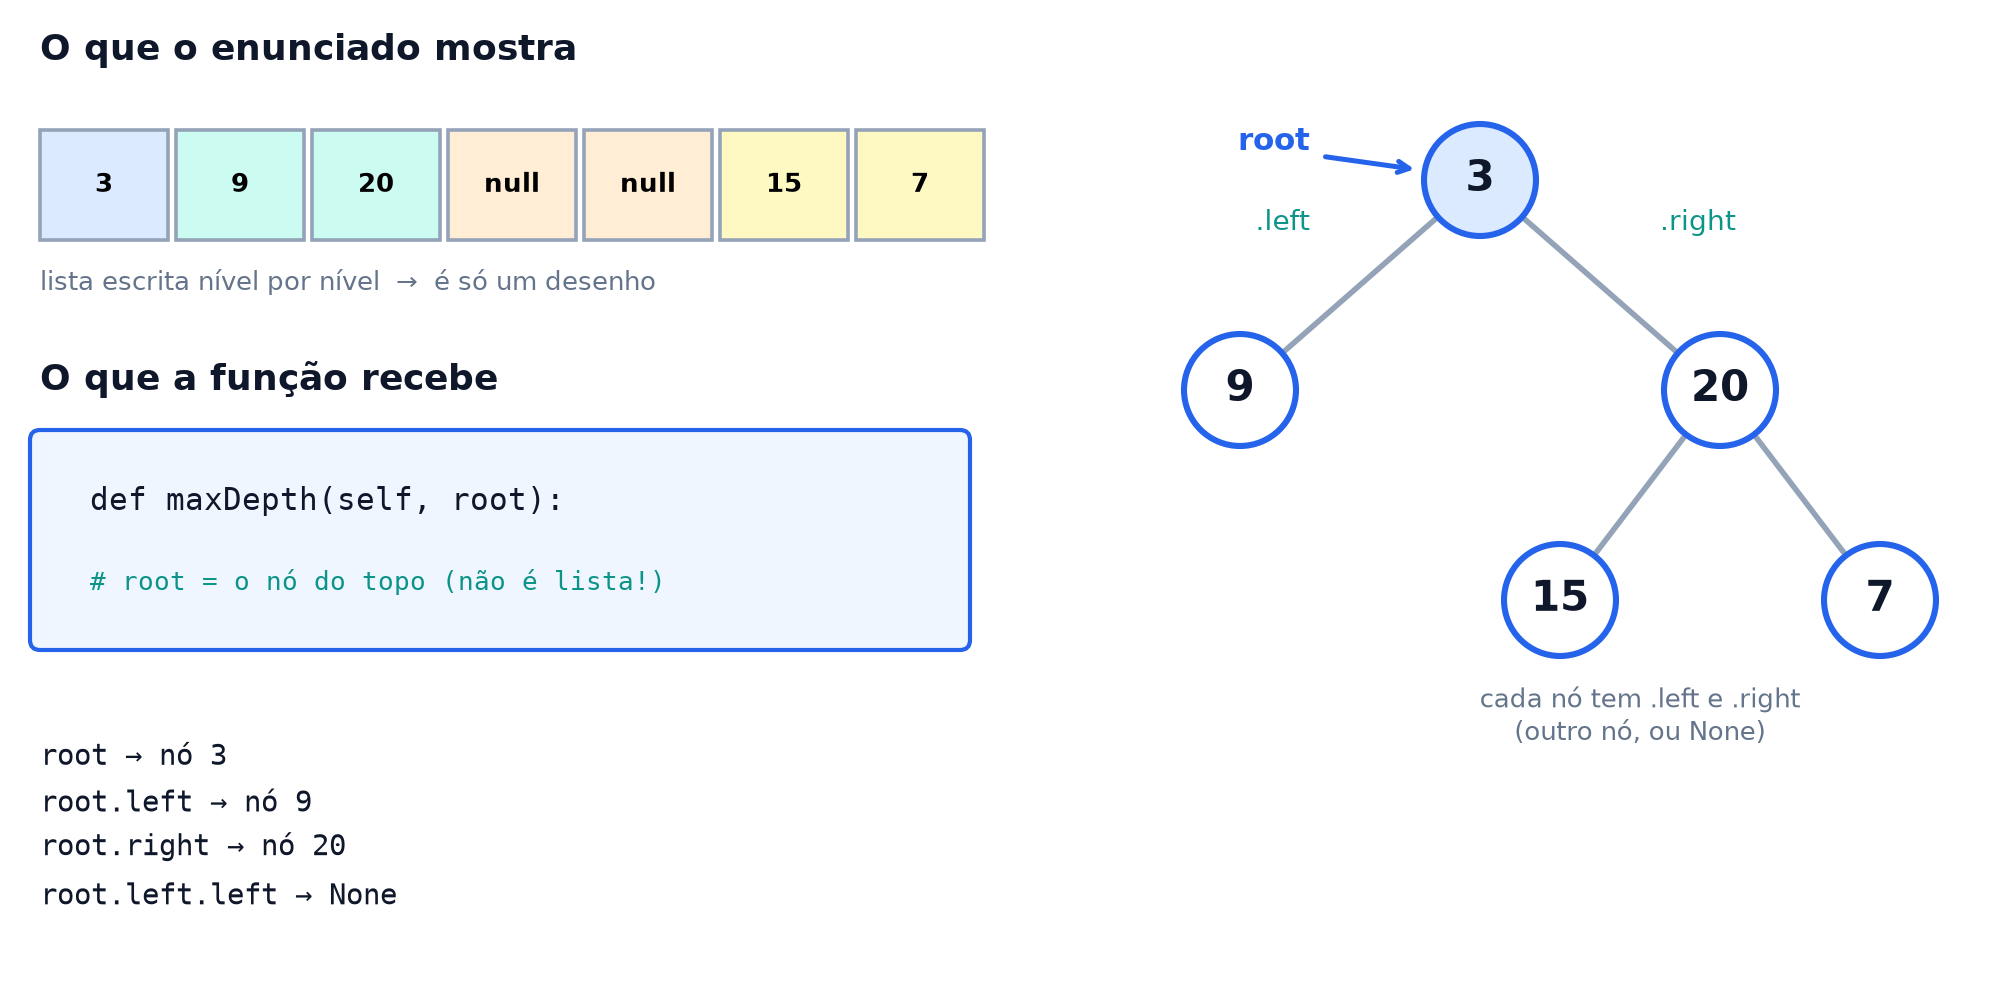 O que o enunciado mostra
3 9 20 null null 15 7
lista escrita nível por nível → é só um desenho
O que a função recebe
def maxDepth(self, root):
# root = o nó do topo (não é lista!)
root → nó 3
root.left → nó 9
root.right → nó 20
root.left.left → None
root
3
.left .right
9 20
15 7
cada nó tem .left e .right
(outro nó, ou None)